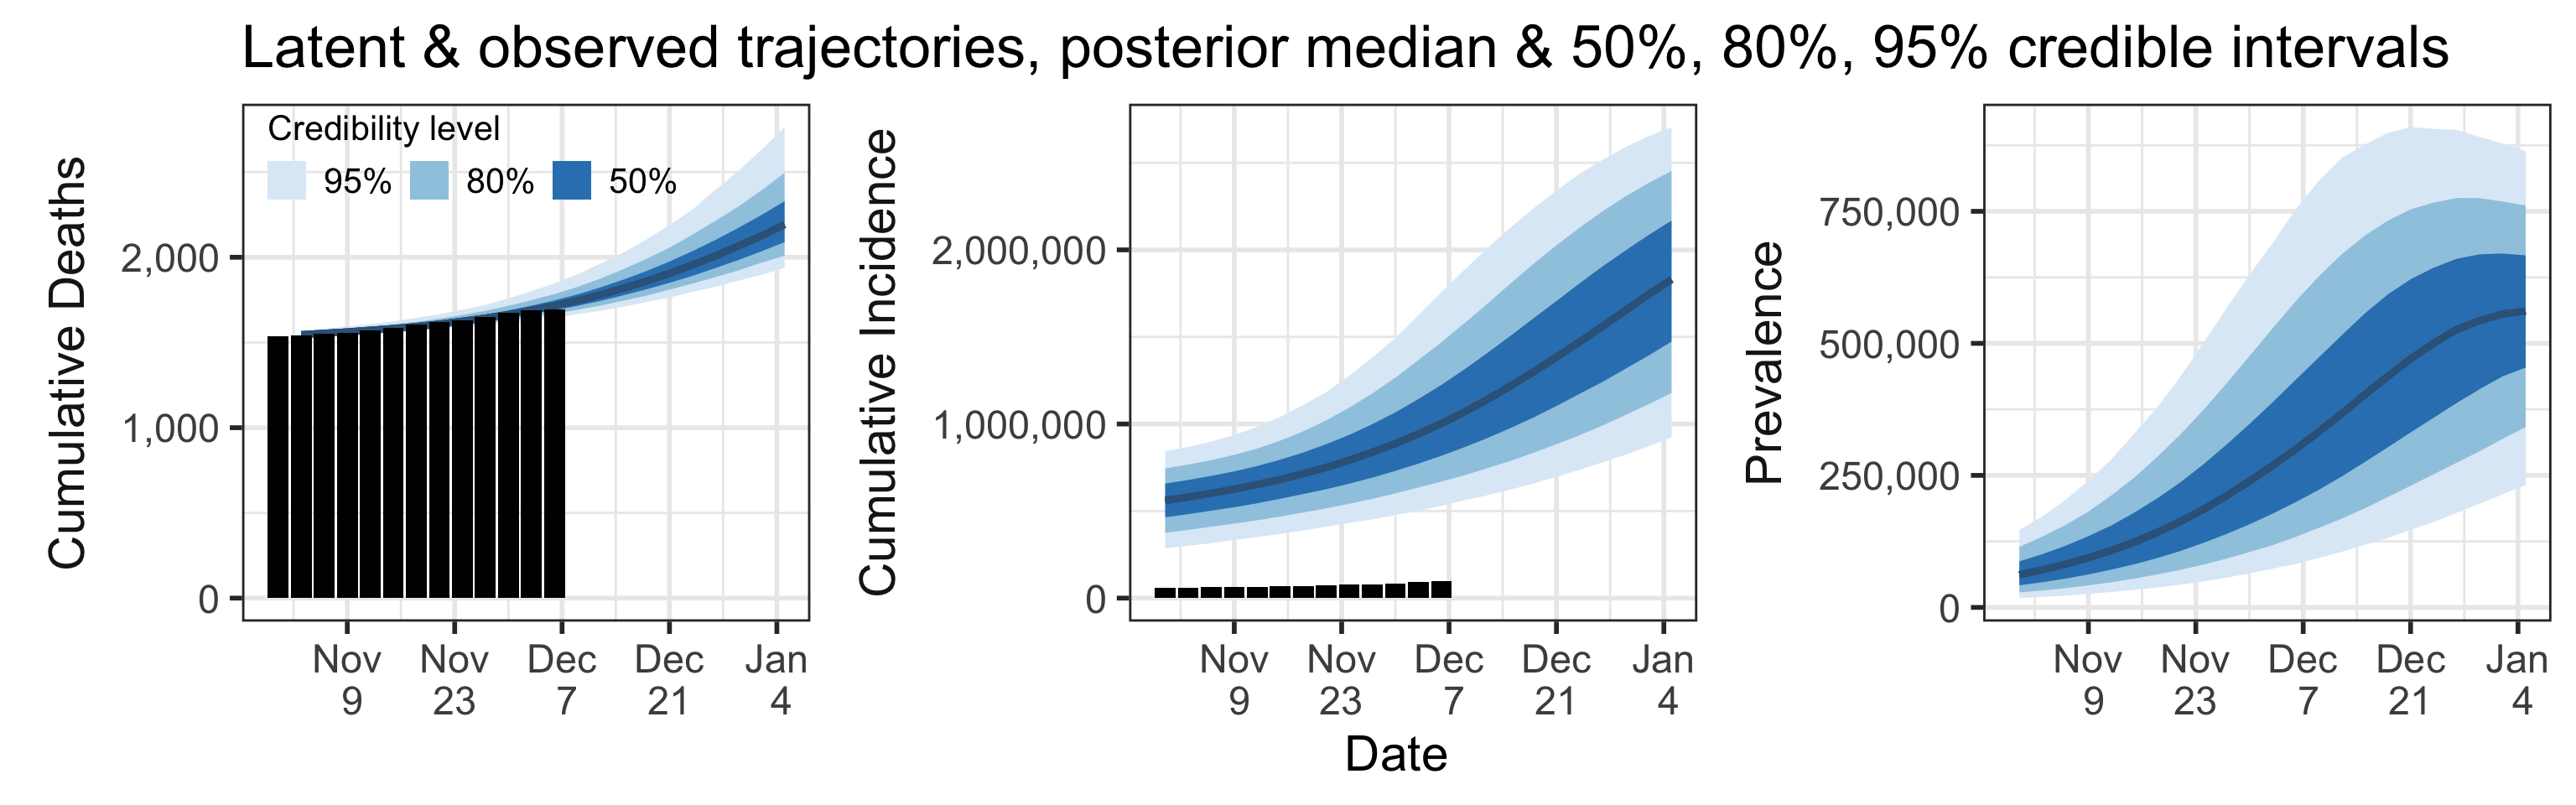 Latent & observed trajectories, posterior median & 50%, 80%, 95% credible intervals
Credibility level
95% 80% 50%
Cumulative Deaths
2,000
1,000
0
Nov 9
Nov 23
Dec 7
Dec 21
Jan 4
Cumulative Incidence
2,000,000
1,000,000
0
Nov 9
Nov 23
Dec 7
Dec 21
Jan 4
Prevalence
750,000
500,000
250,000
0
Nov 9
Nov 23
Dec 7
Dec 21
Jan 4
Date